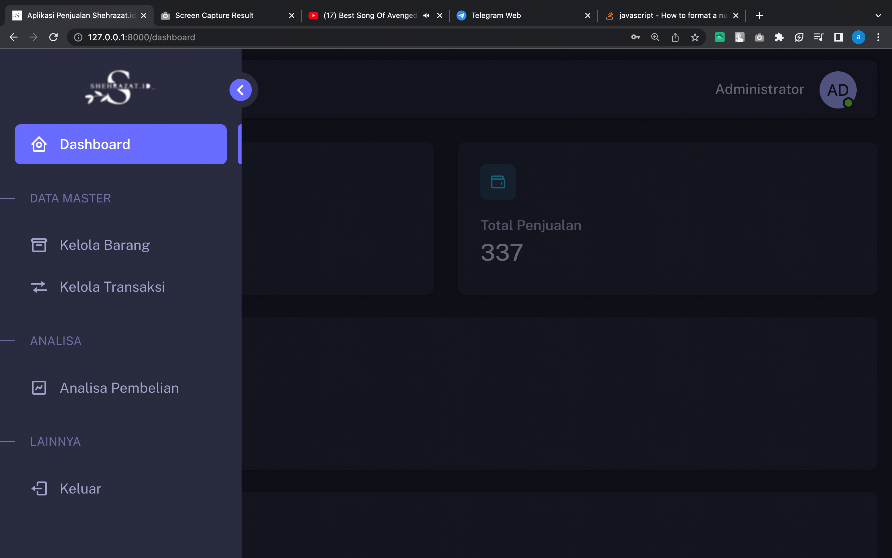 Aplikasi Penjualan Shehrazat.id
Screen Capture Result
(17) Best Song Of Avenged
Telegram Web
javascript - How to format a nu
127.0.0.1:8000/dashboard
a
SHEHRAZAT.ID
Administrator
AD
Dashboard
DATA MASTER
Kelola Barang
Kelola Transaksi
Total Penjualan
337
ANALISA
Analisa Pembelian
LAINNYA
Keluar